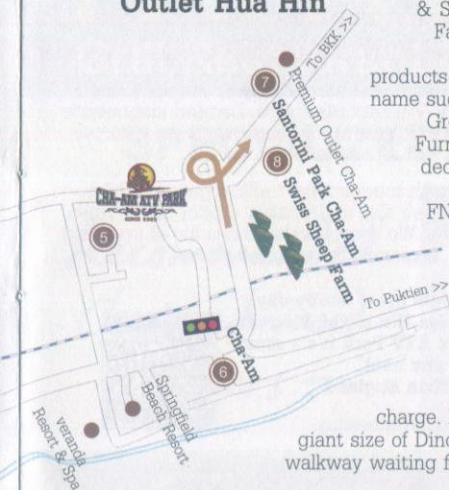 Outlet Hua Hin
& S
Fa
products
name suc
Gr
Furn
dec
FN
charge.
giant size of Dino
walkway waiting f
To BKK >>
Premium Outlet Cha-Am
7
Santorini Park Cha-Am
8
Swiss Sheep Farm
CHA-AM ATV PARK
5
To Puktien >>
Cha-Am
6
Springfield
Beach Resort
veranda
Resort & Spa